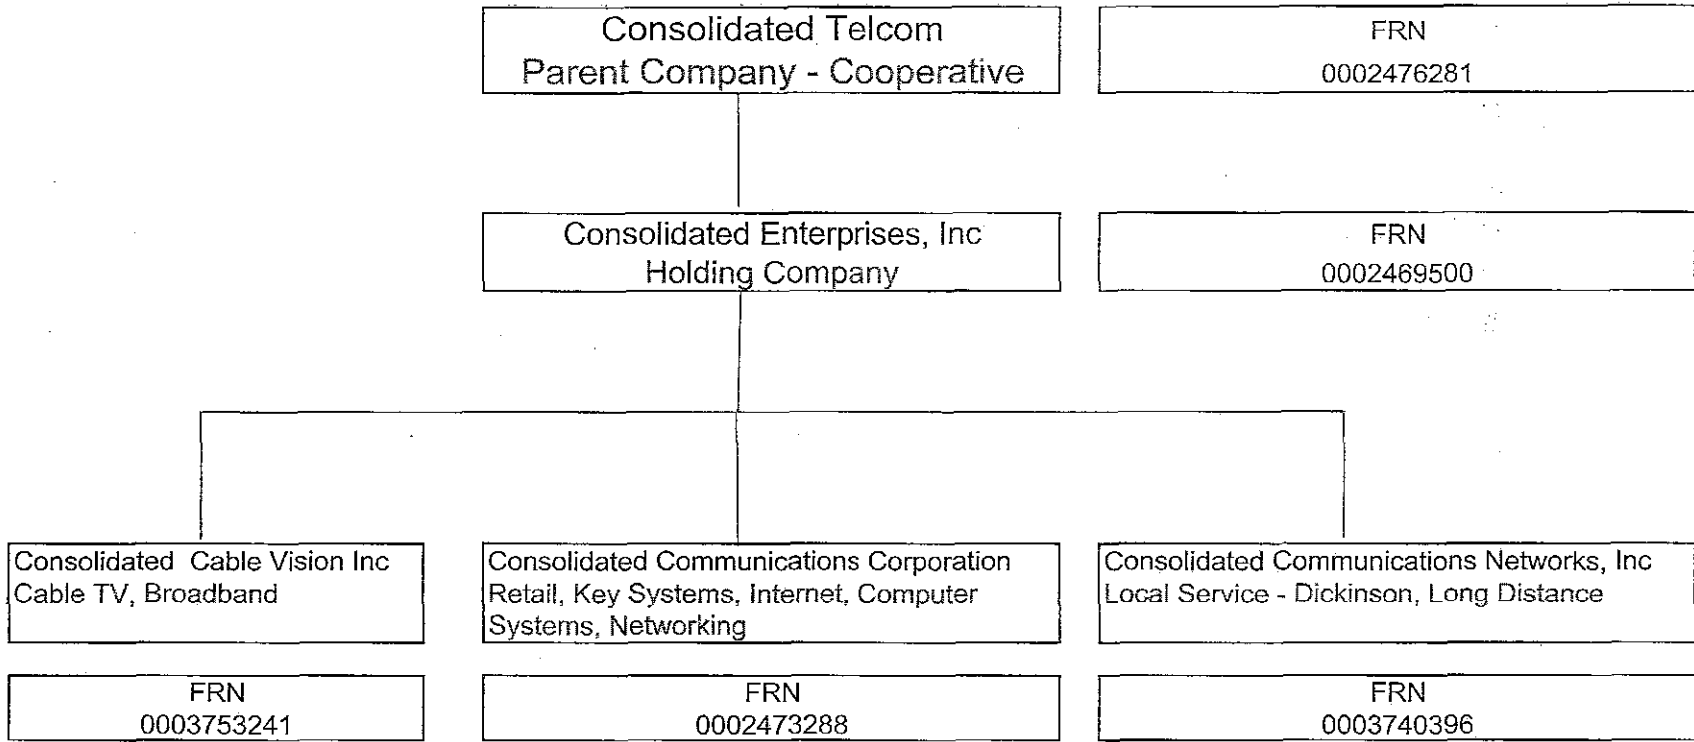 Consolidated Telcom
Parent Company - Cooperative
FRN
0002476281
Consolidated Enterprises, Inc
Holding Company
FRN
0002469500
Consolidated Cable Vision Inc
Cable TV, Broadband
Consolidated Communications Corporation
Retail, Key Systems, Internet, Computer
Systems, Networking
Consolidated Communications Networks, Inc
Local Service - Dickinson, Long Distance
FRN
0003753241
FRN
0002473288
FRN
0003740396